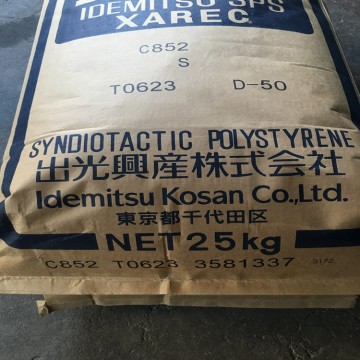 IDEMITSU SPS
XAREC
C852
S
T0623 D-50
SYNDIOTACTIC POLYSTYRENE
出光興産株式会社
Idemitsu Kosan Co.,Ltd.
東京都千代田区
NET 25kg
C852 T0623 3581337 3172